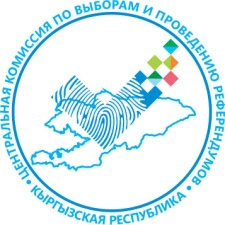 ЦЕНТРАЛЬНАЯ КОМИССИЯ ПО ВЫБОРАМ И ПРОВЕДЕНИЮ РЕФЕРЕНДУМОВ
КЫРГЫЗСКАЯ РЕСПУБЛИКА